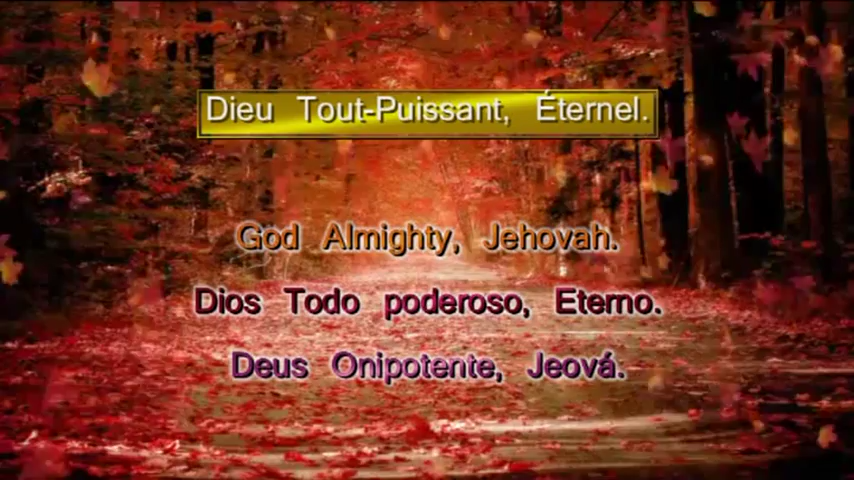 Dieu Tout-Puissant, Éternel.
God Almighty, Jehovah.
Dios Todo poderoso, Eterno.
Deus Onipotente, Jeová.